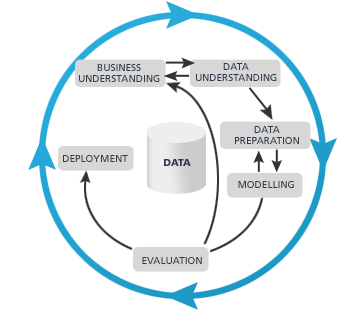 BUSINESS
UNDERSTANDING
DATA
UNDERSTANDING
DATA
PREPARATION
DEPLOYMENT
DATA
MODELLING
EVALUATION